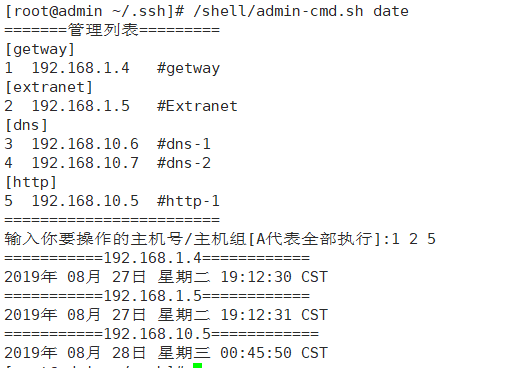 [root@admin ~/.ssh]# /shell/admin-cmd.sh date
=======管理列表=========
[getway]
1  192.168.1.4   #getway
[extranet]
2  192.168.1.5   #Extranet
[dns]
3  192.168.10.6  #dns-1
4  192.168.10.7  #dns-2
[http]
5  192.168.10.5  #http-1
========================
输入你要操作的主机号/主机组[A代表全部执行]:1 2 5
===========192.168.1.4============
2019年 08月 27日 星期二 19:12:30 CST
===========192.168.1.5============
2019年 08月 27日 星期二 19:12:31 CST
===========192.168.10.5============
2019年 08月 28日 星期三 00:45:50 CST